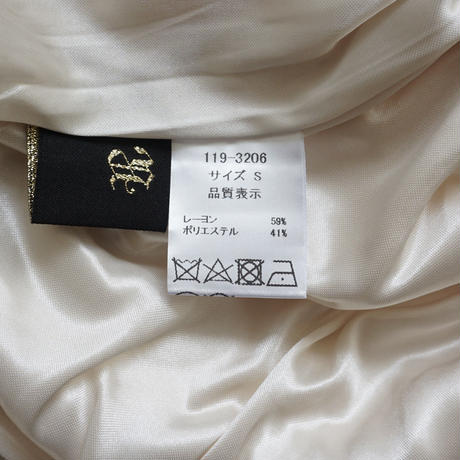 R
119-3206
サイズ S
品質表示
レーヨン 59%
ポリエステル 41%